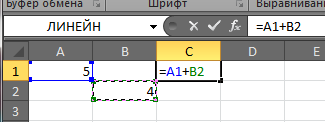 Буфер обмена Шрифт Выравнивани
ЛИНЕЙН =A1+B2
A B C D E F
1 5 =A1+B2
2 4
3